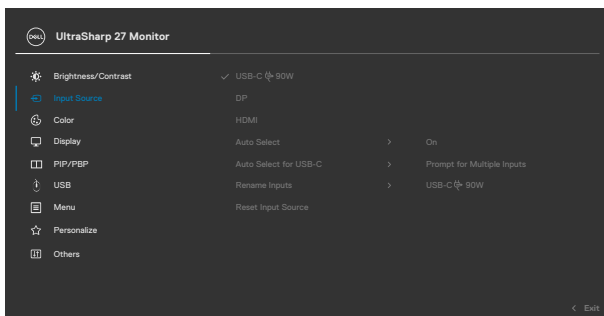 DELL UltraSharp 27 Monitor
Brightness/Contrast USB-C 90W
Input Source DP
Color HDMI
Display Auto Select > On
PIP/PBP Auto Select for USB-C > Prompt for Multiple Inputs
USB Rename Inputs > USB-C 90W
Menu Reset Input Source
Personalize
Others
< Exit